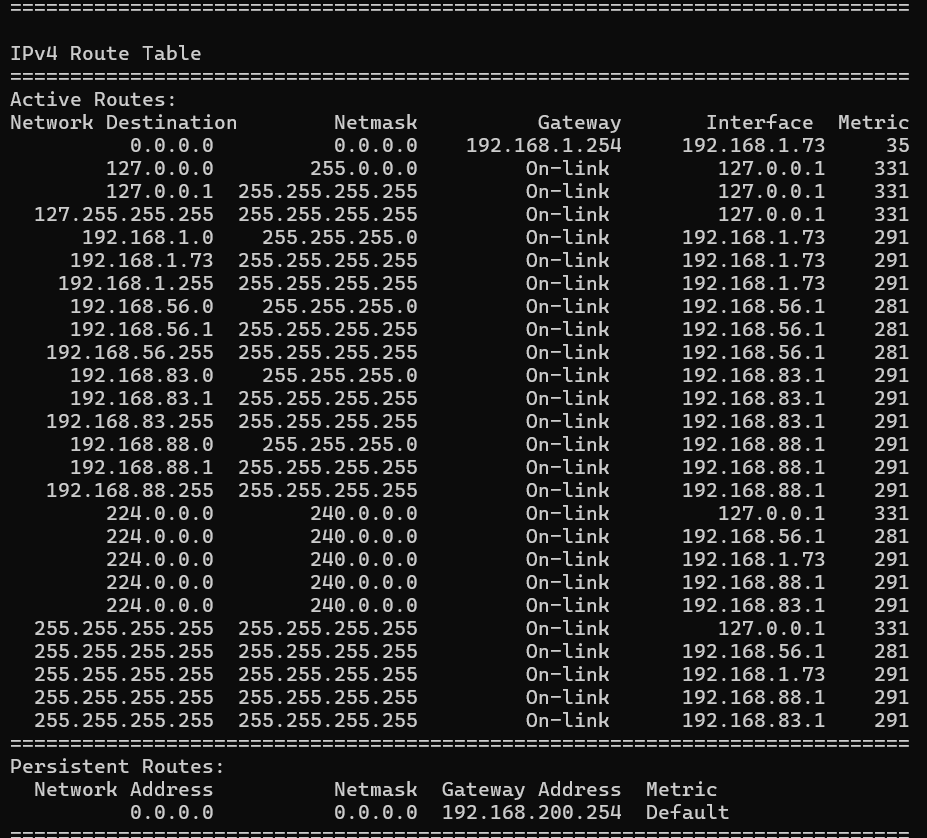 ===========================================================================
IPv4 Route Table
===========================================================================
Active Routes:
Network Destination        Netmask          Gateway       Interface  Metric
          0.0.0.0          0.0.0.0    192.168.1.254     192.168.1.73     35
        127.0.0.0        255.0.0.0         On-link         127.0.0.1    331
        127.0.0.1  255.255.255.255         On-link         127.0.0.1    331
  127.255.255.255  255.255.255.255         On-link         127.0.0.1    331
      192.168.1.0    255.255.255.0         On-link      192.168.1.73    291
     192.168.1.73  255.255.255.255         On-link      192.168.1.73    291
    192.168.1.255  255.255.255.255         On-link      192.168.1.73    291
     192.168.56.0    255.255.255.0         On-link      192.168.56.1    281
     192.168.56.1  255.255.255.255         On-link      192.168.56.1    281
   192.168.56.255  255.255.255.255         On-link      192.168.56.1    281
     192.168.83.0    255.255.255.0         On-link      192.168.83.1    291
     192.168.83.1  255.255.255.255         On-link      192.168.83.1    291
   192.168.83.255  255.255.255.255         On-link      192.168.83.1    291
     192.168.88.0    255.255.255.0         On-link      192.168.88.1    291
     192.168.88.1  255.255.255.255         On-link      192.168.88.1    291
   192.168.88.255  255.255.255.255         On-link      192.168.88.1    291
        224.0.0.0        240.0.0.0         On-link         127.0.0.1    331
        224.0.0.0        240.0.0.0         On-link      192.168.56.1    281
        224.0.0.0        240.0.0.0         On-link      192.168.1.73    291
        224.0.0.0        240.0.0.0         On-link      192.168.88.1    291
        224.0.0.0        240.0.0.0         On-link      192.168.83.1    291
  255.255.255.255  255.255.255.255         On-link         127.0.0.1    331
  255.255.255.255  255.255.255.255         On-link      192.168.56.1    281
  255.255.255.255  255.255.255.255         On-link      192.168.1.73    291
  255.255.255.255  255.255.255.255         On-link      192.168.88.1    291
  255.255.255.255  255.255.255.255         On-link      192.168.83.1    291
===========================================================================
Persistent Routes:
  Network Address          Netmask  Gateway Address  Metric
          0.0.0.0          0.0.0.0  192.168.200.254  Default
===========================================================================